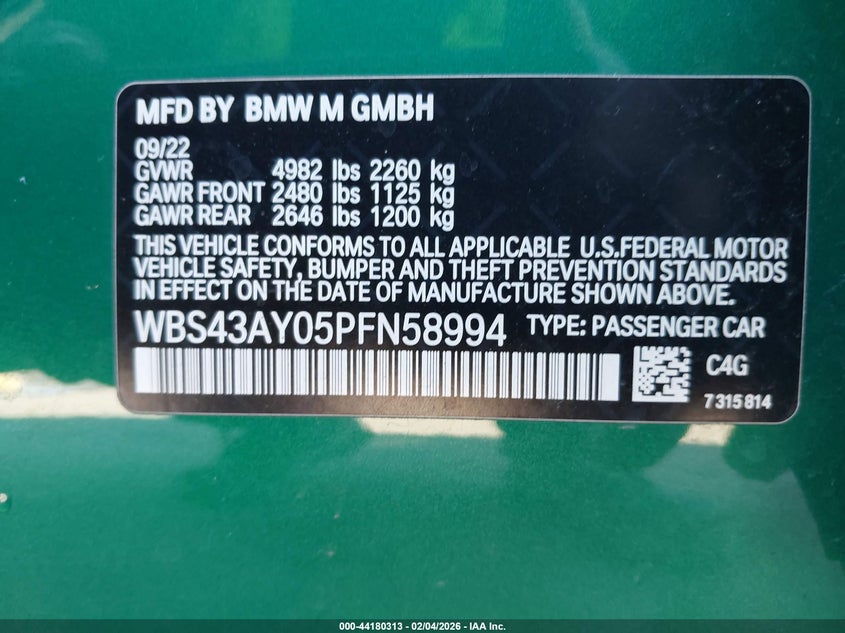 MFD BY BMW M GMBH
09/22
GVWR 4982 lbs 2260 kg
GAWR FRONT 2480 lbs 1125 kg
GAWR REAR 2646 lbs 1200 kg
THIS VEHICLE CONFORMS TO ALL APPLICABLE U.S.FEDERAL MOTOR
VEHICLE SAFETY, BUMPER AND THEFT PREVENTION STANDARDS
IN EFFECT ON THE DATE OF MANUFACTURE SHOWN ABOVE.
WBS43AY05PFN58994 TYPE: PASSENGER CAR
C4G
7315814
000-44180313 - 02/04/2026 - IAA Inc.